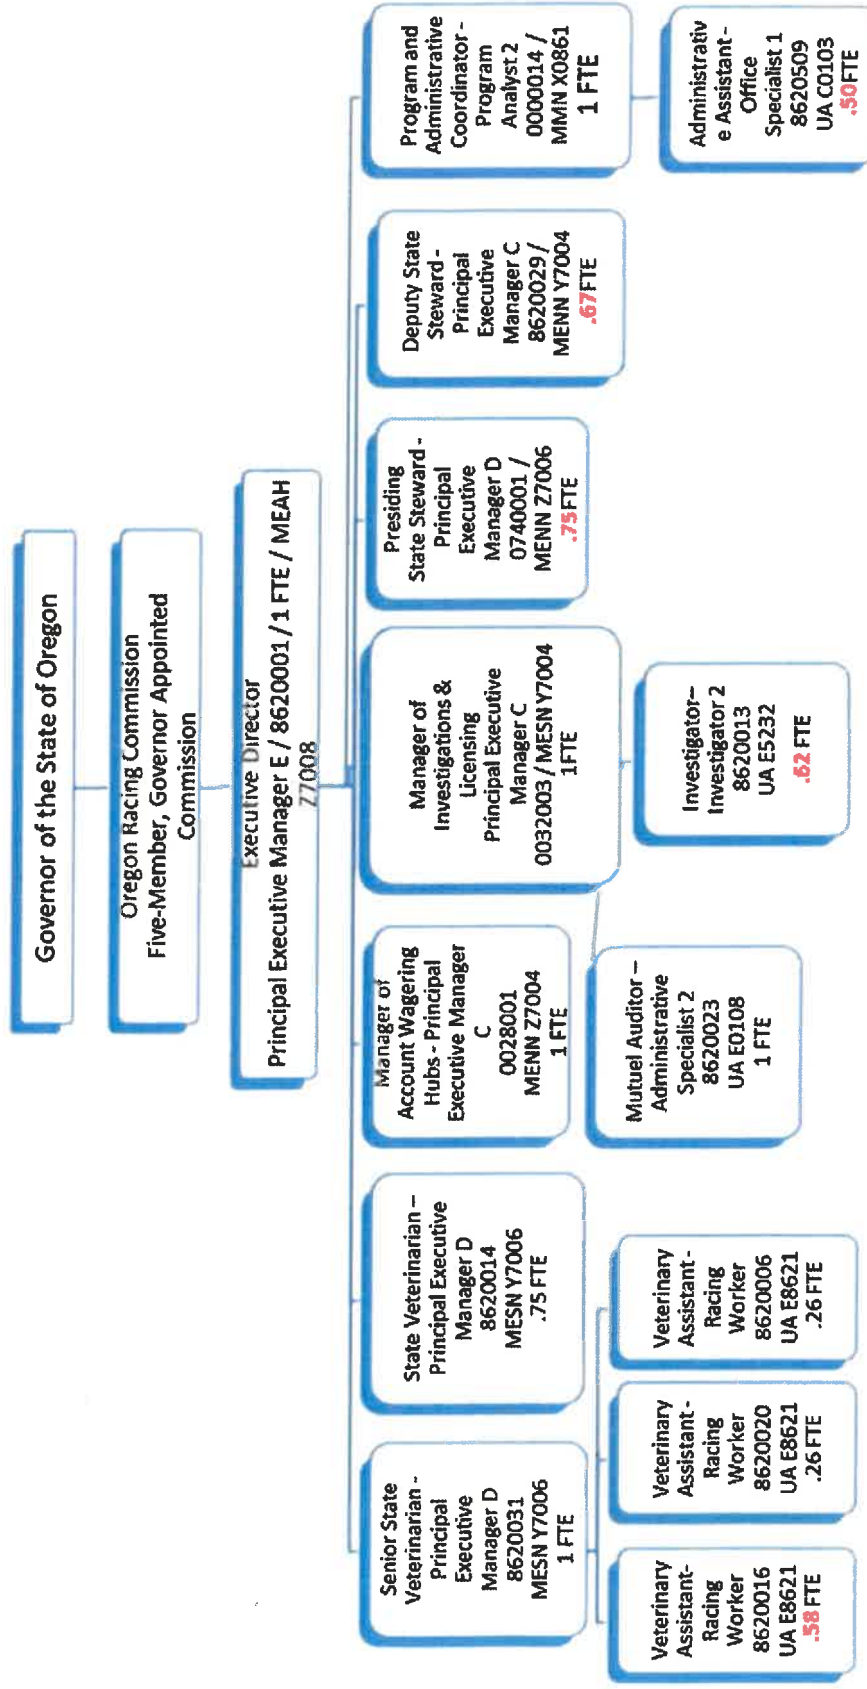 Governor of the State of Oregon
Oregon Racing Commission
Five-Member, Governor Appointed
Commission
Executive Director
Principal Executive Manager E / 8620001 / 1 FTE / MEAH
Z7008
Senior State
Veterinarian -
Principal
Executive
Manager D
8620031
MESN Y7006
1 FTE
State Veterinarian –
Principal Executive
Manager D
8620014
MESN Y7006
.75 FTE
Manager of
Account Wagering
Hubs - Principal
Executive Manager
C
0028001
MENN Z7004
1 FTE
Manager of
Investigations &
Licensing
Principal Executive
Manager C
0032003 / MESN Y7004
1FTE
Presiding
State Steward -
Principal
Executive
Manager D
0740001 /
MENN Z7006
.75 FTE
Deputy State
Steward -
Principal
Executive
Manager C
8620029 /
MENN Y7004
.67 FTE
Program and
Administrative
Coordinator -
Program
Analyst 2
0000014 /
MMN X0861
1 FTE
Veterinary
Assistant-
Racing
Worker
8620016
UA E8621
.58 FTE
Veterinary
Assistant -
Racing
Worker
8620020
UA E8621
.26 FTE
Veterinary
Assistant -
Racing
Worker
8620006
UA E8621
.26 FTE
Mutuel Auditor –
Administrative
Specialist 2
8620023
UA E0108
1 FTE
Investigator–
Investigator 2
8620013
UA E5232
.62 FTE
Administrativ
e Assistant -
Office
Specialist 1
8620509
UA C0103
.50 FTE